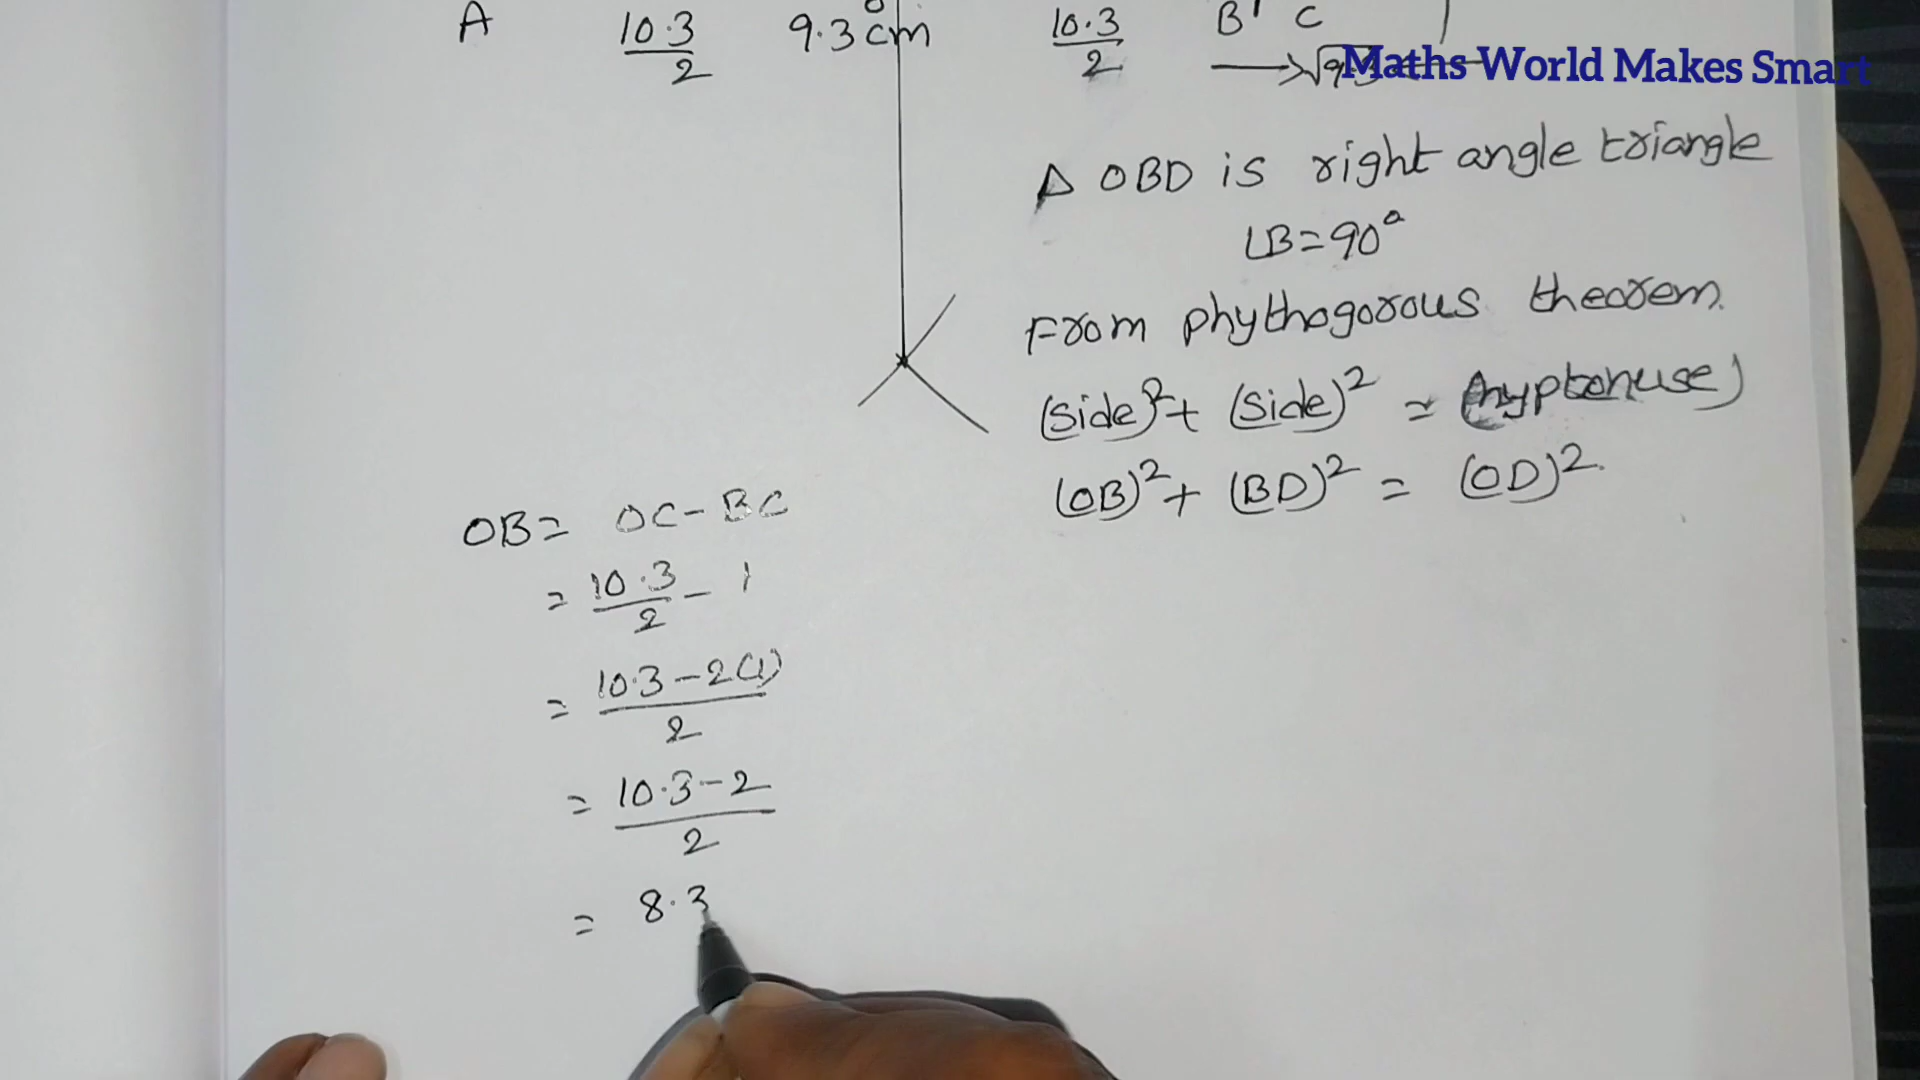 A 10.3/2 9.3 cm 10.3/2 B C
Maths World Makes Smart
Δ OBD is right angle triangle
∟B=90°
From phythogorous theorem.
(side)²+ (side)² = (hyptenuse)
(OB)²+ (BD)² = (OD)².
OB= OC-BC
= 10.3/2 - 1
= 10.3-2(1)/2
= 10.3-2/2
= 8.3